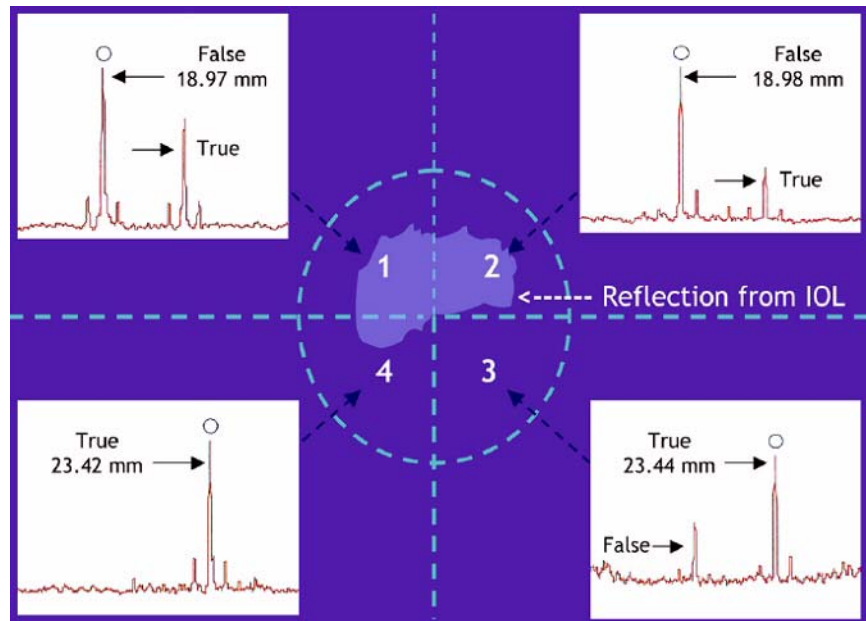 False
18.97 mm
True
False
18.98 mm
True
1
2
<----- Reflection from IOL
4
3
True
23.42 mm
True
23.44 mm
False